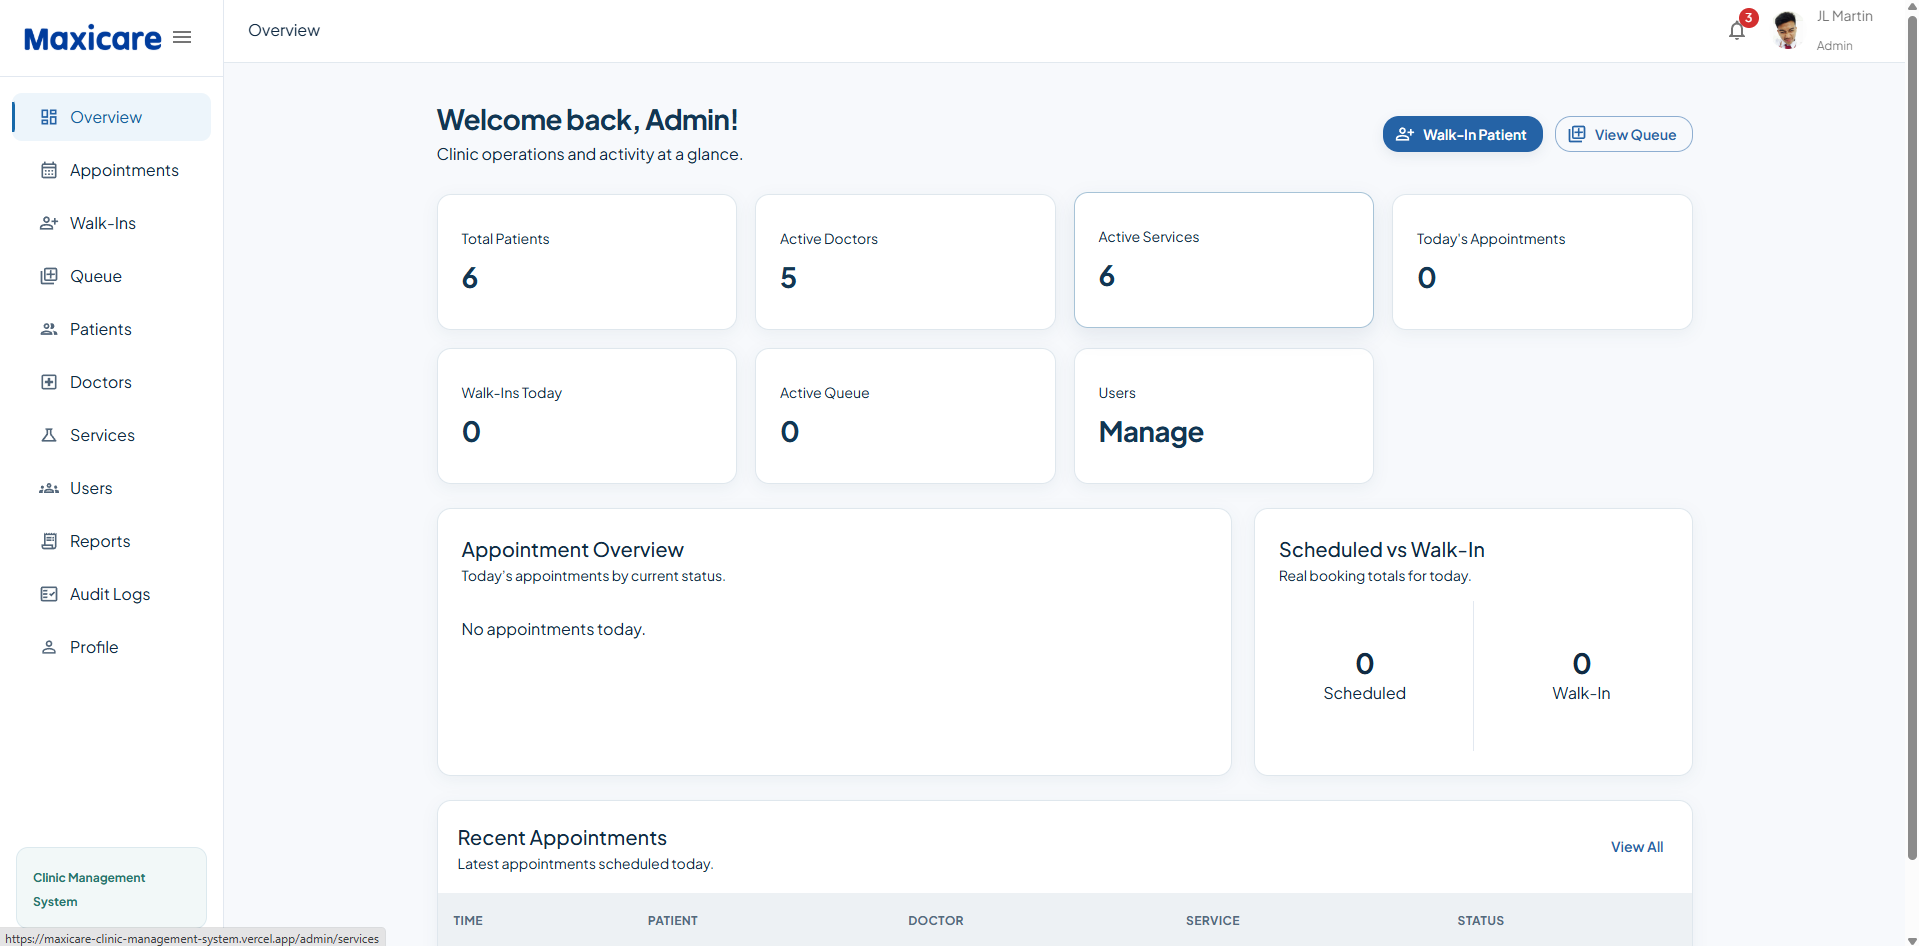 Maxicare
Overview
3
JL Martin
Admin
Overview
Appointments
Walk-Ins
Queue
Patients
Doctors
Services
Users
Reports
Audit Logs
Profile
Clinic Management
System
Welcome back, Admin!
Clinic operations and activity at a glance.
Walk-In Patient
View Queue
Total Patients
6
Active Doctors
5
Active Services
6
Today's Appointments
0
Walk-Ins Today
0
Active Queue
0
Users
Manage
Appointment Overview
Today's appointments by current status.
No appointments today.
Scheduled vs Walk-In
Real booking totals for today.
0
Scheduled
0
Walk-In
Recent Appointments
Latest appointments scheduled today.
View All
TIME PATIENT DOCTOR SERVICE STATUS
https://maxicare-clinic-management-system.vercel.app/admin/services